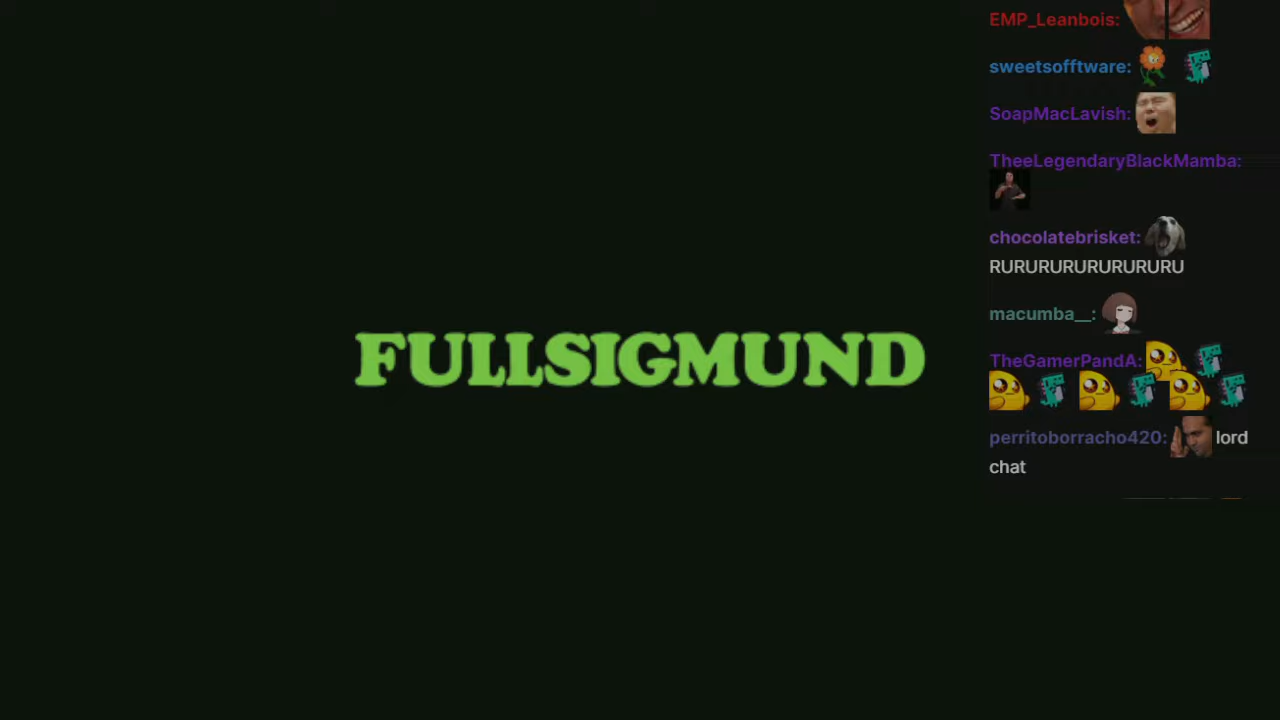 FULLSIGMUND
EMP_Leanbois:
sweetsofftware:
SoapMacLavish:
TheeLegendaryBlackMamba:
chocolatebrisket:
RURURURURURURURU
macumba__:
TheGamerPandA:
perritoborracho420: lord
chat